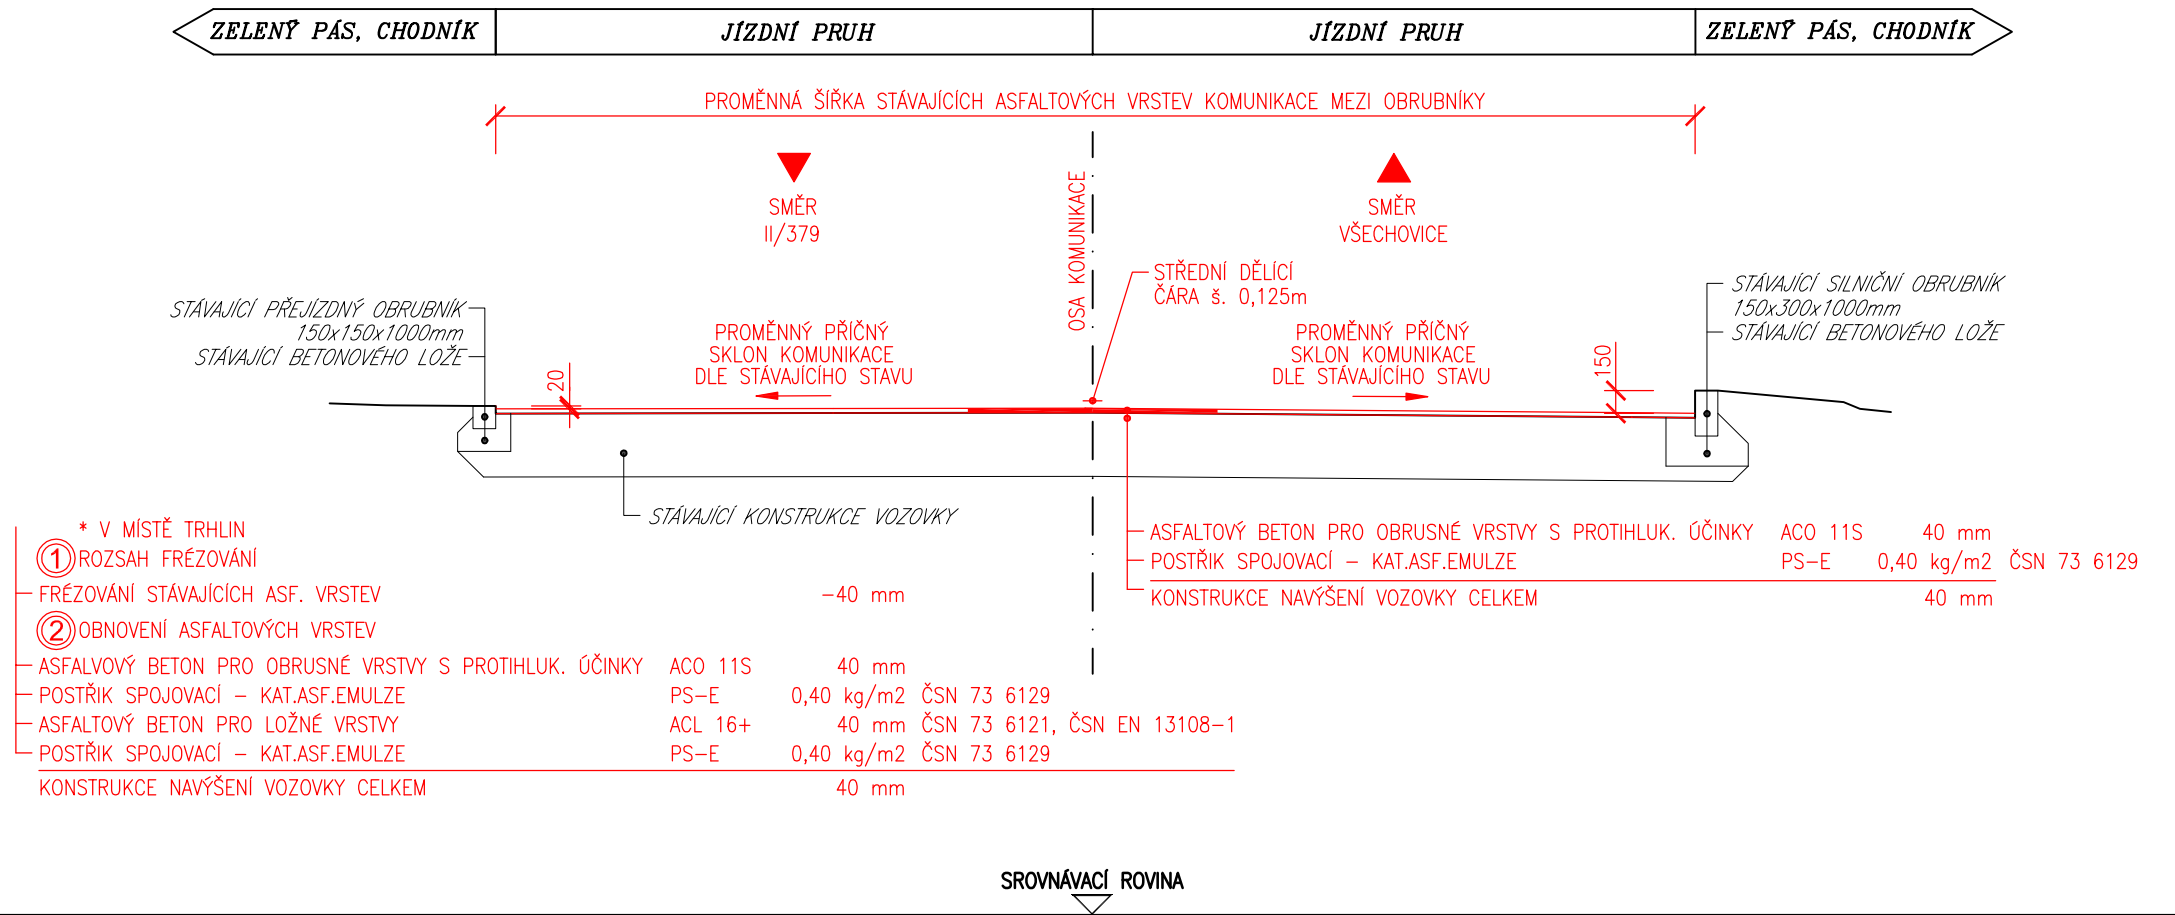 ZELENÝ PÁS, CHODNÍK
JÍZDNÍ PRUH
JÍZDNÍ PRUH
ZELENÝ PÁS, CHODNÍK
PROMĚNNÁ ŠÍŘKA STÁVAJÍCÍCH ASFALTOVÝCH VRSTEV KOMUNIKACE MEZI OBRUBNÍKY
SMĚR
II/379
OSA KOMUNIKACE
SMĚR
VŠECHOVICE
STŘEDNÍ DĚLÍCÍ
ČÁRA š. 0,125m
STÁVAJÍCÍ PŘEJÍZDNÝ OBRUBNÍK
150x150x1000mm
STÁVAJÍCÍ BETONOVÉHO LOŽE
STÁVAJÍCÍ SILNIČNÍ OBRUBNÍK
150x300x1000mm
STÁVAJÍCÍ BETONOVÉHO LOŽE
PROMĚNNÝ PŘÍČNÝ
SKLON KOMUNIKACE
DLE STÁVAJÍCÍHO STAVU
PROMĚNNÝ PŘÍČNÝ
SKLON KOMUNIKACE
DLE STÁVAJÍCÍHO STAVU
20
150
STÁVAJÍCÍ KONSTRUKCE VOZOVKY
* V MÍSTĚ TRHLIN
1 ROZSAH FRÉZOVÁNÍ
FRÉZOVÁNÍ STÁVAJÍCÍCH ASF. VRSTEV -40 mm
2 OBNOVENÍ ASFALTOVÝCH VRSTEV
ASFALVOVÝ BETON PRO OBRUSNÉ VRSTVY S PROTIHLUK. ÚČINKY ACO 11S 40 mm
POSTŘIK SPOJOVACÍ - KAT.ASF.EMULZE PS-E 0,40 kg/m2 ČSN 73 6129
ASFALTOVÝ BETON PRO LOŽNÉ VRSTVY ACL 16+ 40 mm ČSN 73 6121, ČSN EN 13108-1
POSTŘIK SPOJOVACÍ - KAT.ASF.EMULZE PS-E 0,40 kg/m2 ČSN 73 6129
KONSTRUKCE NAVÝŠENÍ VOZOVKY CELKEM 40 mm
ASFALTOVÝ BETON PRO OBRUSNÉ VRSTVY S PROTIHLUK. ÚČINKY ACO 11S 40 mm
POSTŘIK SPOJOVACÍ - KAT.ASF.EMULZE PS-E 0,40 kg/m2 ČSN 73 6129
KONSTRUKCE NAVÝŠENÍ VOZOVKY CELKEM 40 mm
SROVNÁVACÍ ROVINA